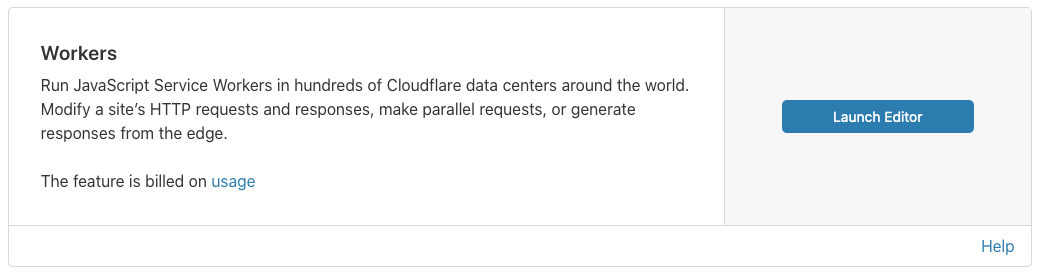 Workers
Run JavaScript Service Workers in hundreds of Cloudflare data centers around the world.
Modify a site’s HTTP requests and responses, make parallel requests, or generate
responses from the edge.
The feature is billed on usage
Launch Editor
Help